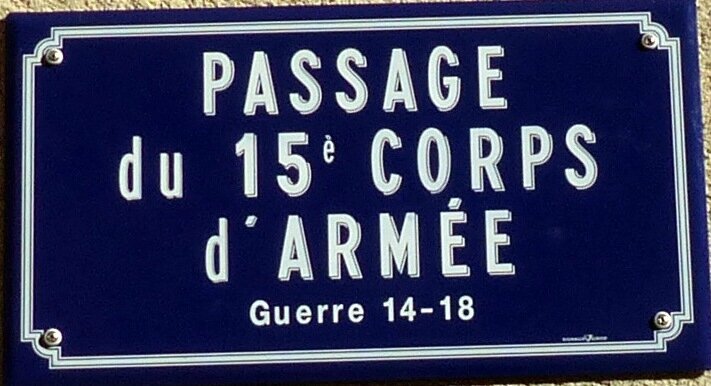 PASSAGE
du 15è CORPS
d'ARMÉE
Guerre 14-18